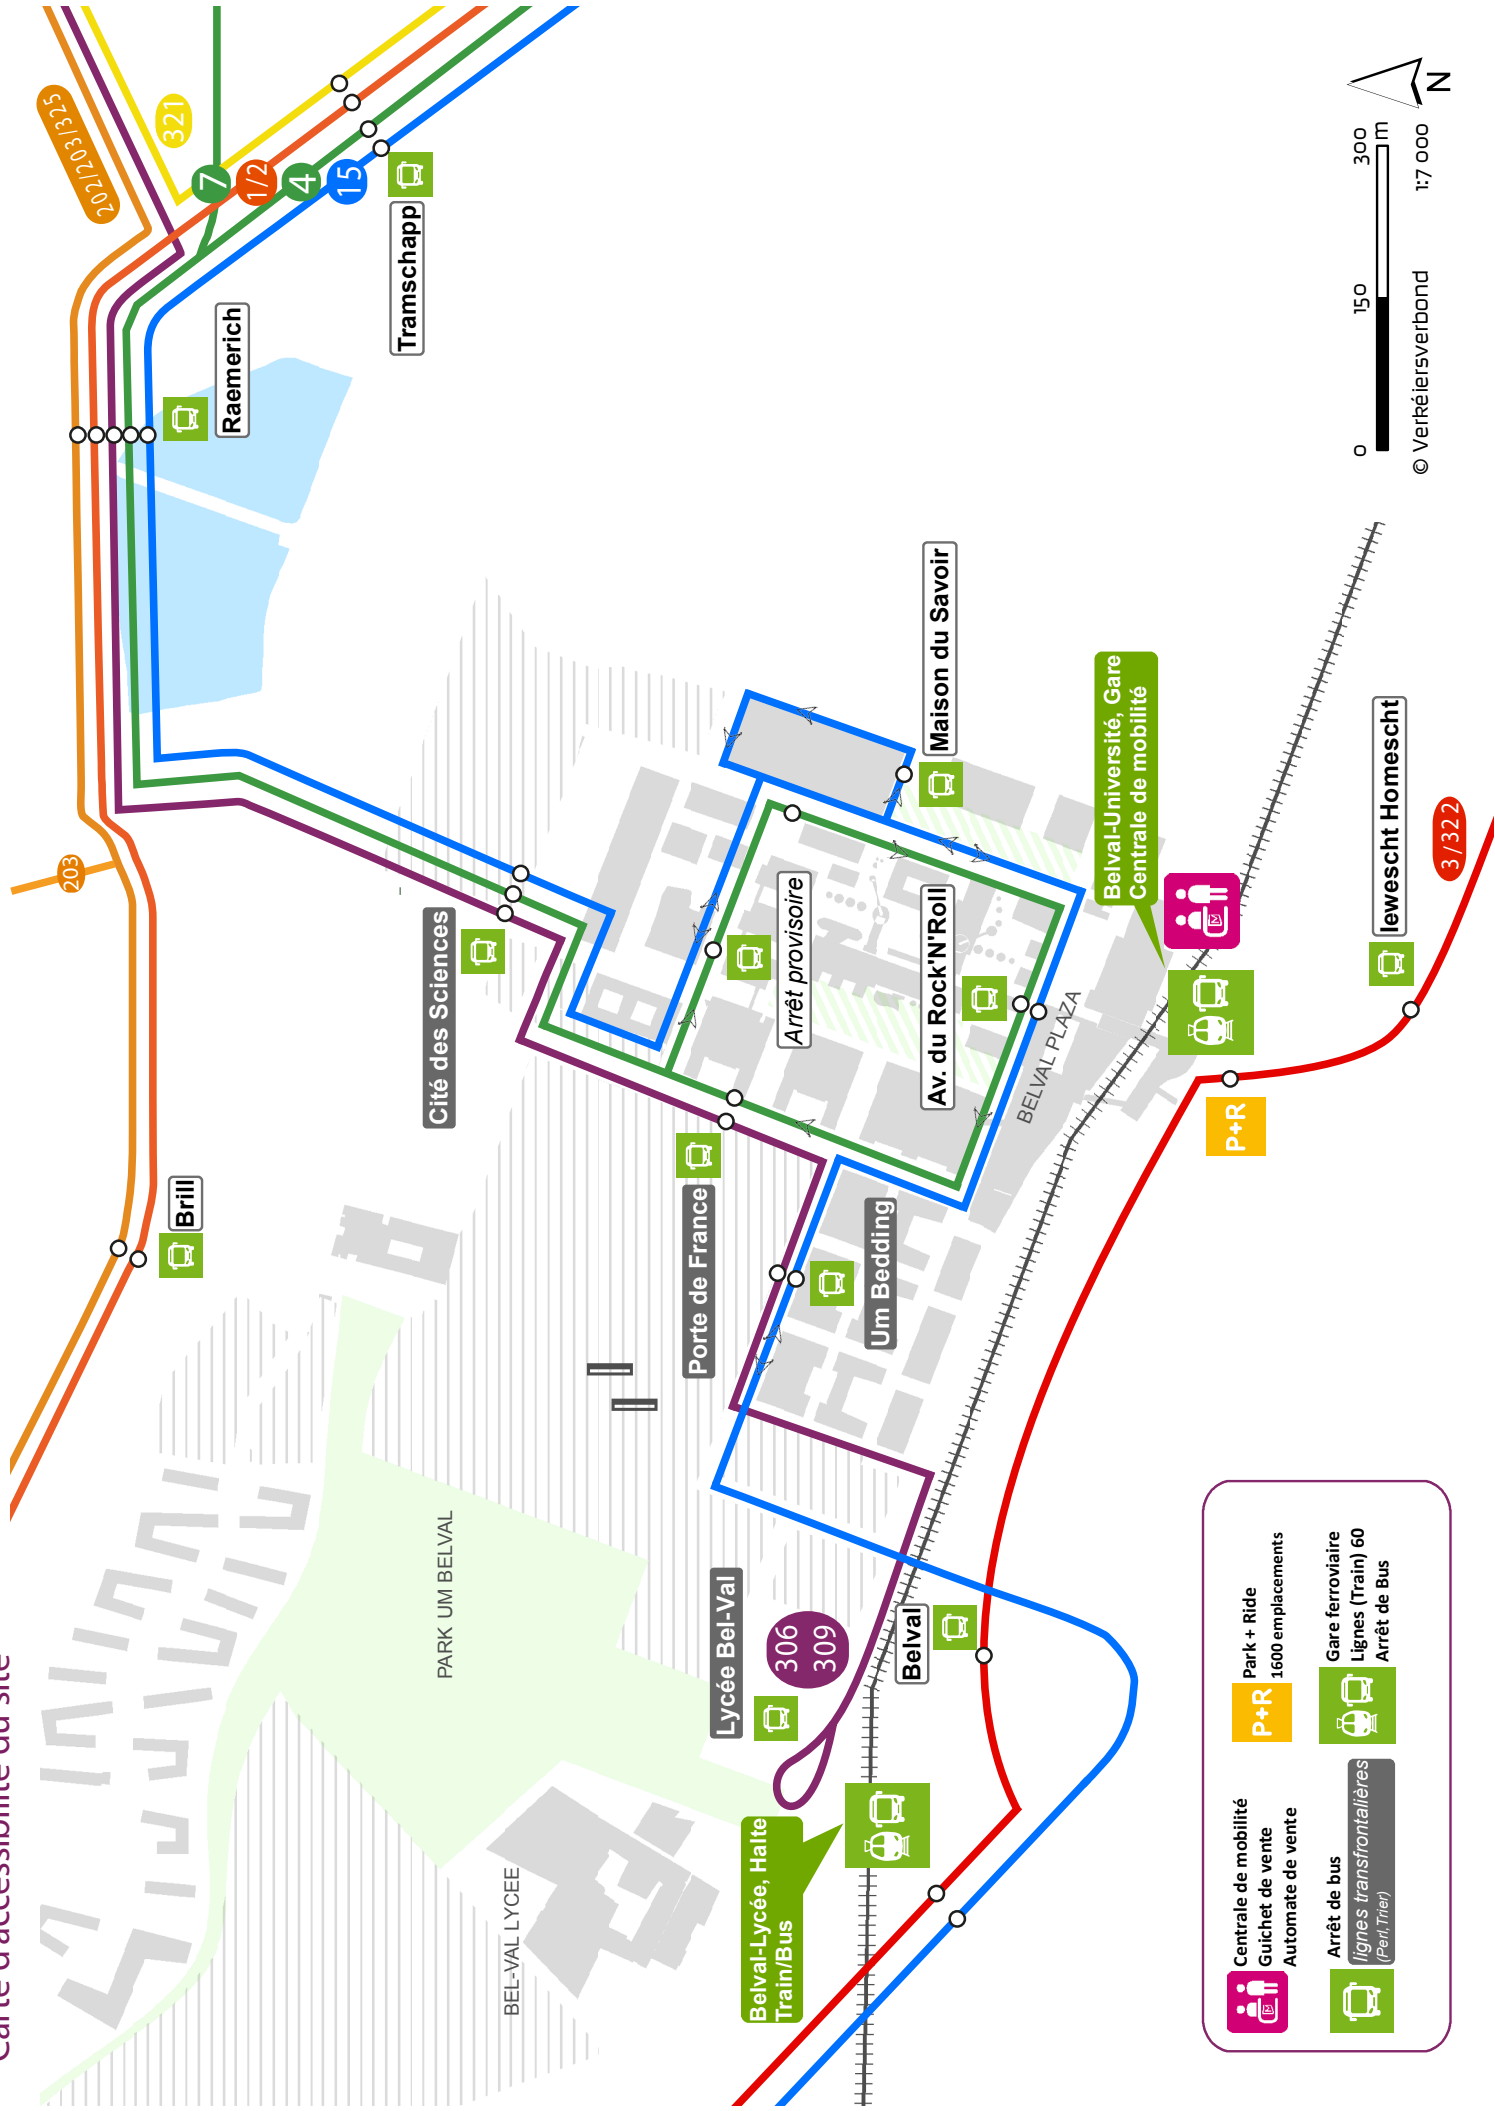 Carte d'accessibilité du site
202/203/325
321
7
1/2
4
15
Tramschapp
Raemerich
203
Brill
Cité des Sciences
Maison du Savoir
Arrêt provisoire
Av. du Rock'N'Roll
Porte de France
Um Bedding
BELVAL PLAZA
Belval-Université, Gare
Centrale de mobilité
P+R
Iewescht Homescht
3/322
PARK UM BELVAL
Lycée Bel-Val
306
309
Belval
BEL-VAL LYCEE
Belval-Lycée, Halte
Train/Bus
0
150
300
m
© Verkéiersverbond
1:7 000
N
Centrale de mobilité
Guichet de vente
Automate de vente
P+R
Park + Ride
1600 emplacements
Arrêt de bus
lignes transfrontalières
(Perl,Trier)
Gare ferroviaire
Lignes (Train) 60
Arrêt de Bus